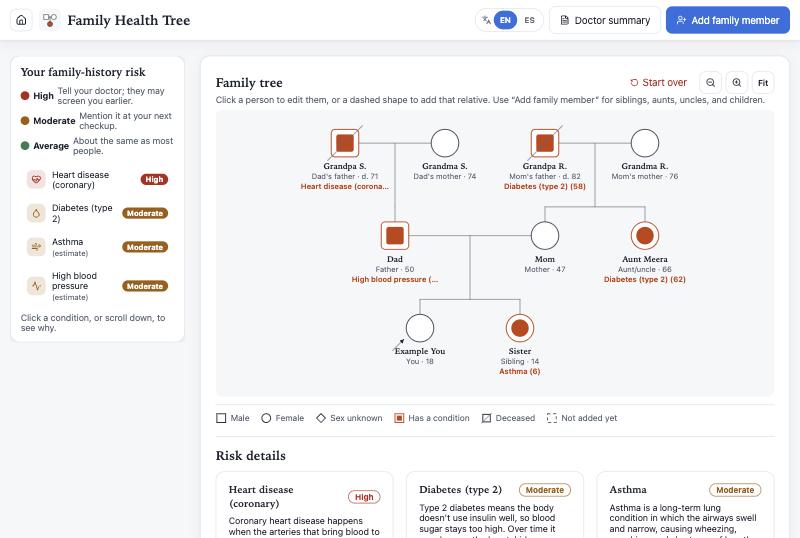 Family Health Tree
EN
ES
Doctor summary
Add family member
Your family-history risk
High Tell your doctor; they may
screen you earlier.
Moderate Mention it at your next
checkup.
Average About the same as most
people.
Heart disease
(coronary)
High
Diabetes (type
2)
Moderate
Asthma
(estimate)
Moderate
High blood
pressure
(estimate)
Moderate
Click a condition, or scroll down, to
see why.
Family tree
Start over
Fit
Click a person to edit them, or a dashed shape to add that relative. Use “Add family member” for siblings, aunts, uncles, and children.
Grandpa S.
Dad's father · d. 71
Heart disease (corona...
Grandma S.
Dad's mother · 74
Grandpa R.
Mom's father · d. 82
Diabetes (type 2) (58)
Grandma R.
Mom's mother · 76
Dad
Father · 50
High blood pressure (...
Mom
Mother · 47
Aunt Meera
Aunt/uncle · 66
Diabetes (type 2) (62)
Example You
You · 18
Sister
Sibling · 14
Asthma (6)
Male
Female
Sex unknown
Has a condition
Deceased
Not added yet
Risk details
Heart disease
(coronary)
High
Coronary heart disease happens
when the arteries that bring blood to
Diabetes (type 2)
Moderate
Type 2 diabetes means the body
doesn't use insulin well, so blood
sugar stays too high. Over time it
Asthma
Moderate
Asthma is a long-term lung
condition in which the airways swell
and narrow, causing wheezing,